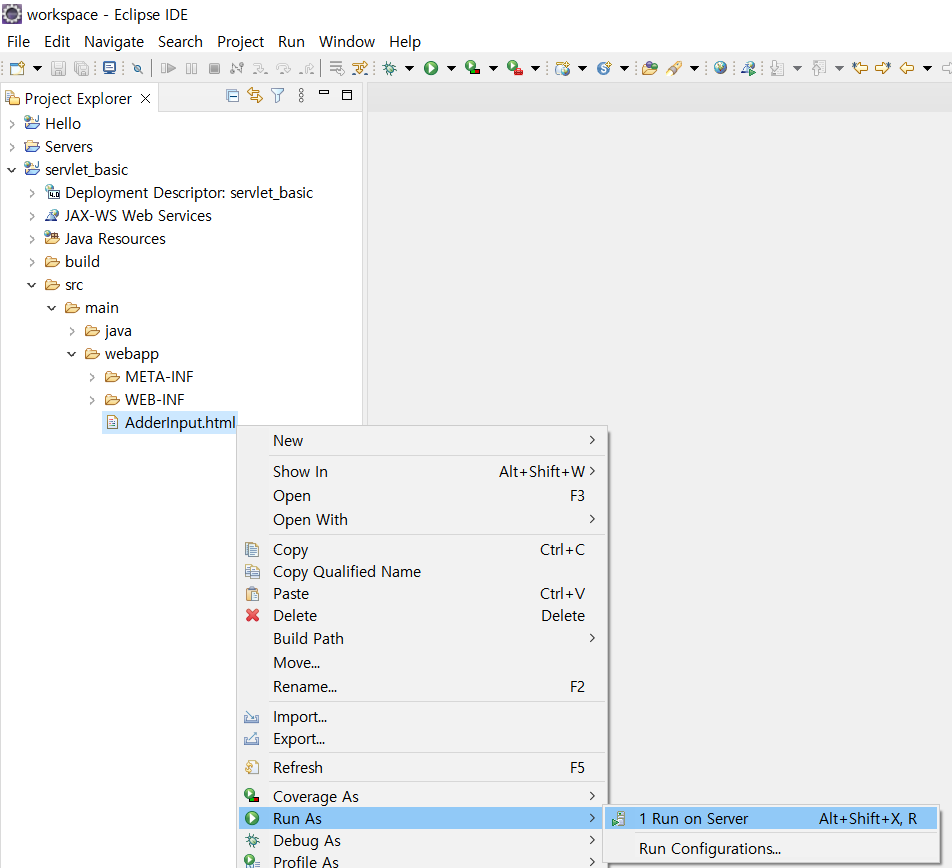 workspace - Eclipse IDE
File Edit Navigate Search Project Run Window Help
Project Explorer
Hello
Servers
servlet_basic
Deployment Descriptor: servlet_basic
JAX-WS Web Services
Java Resources
build
src
main
java
webapp
META-INF
WEB-INF
AdderInput.html
New
Show In Alt+Shift+W
Open F3
Open With
Copy Ctrl+C
Copy Qualified Name
Paste Ctrl+V
Delete Delete
Build Path
Move...
Rename... F2
Import...
Export...
Refresh F5
Coverage As
Run As
1 Run on Server Alt+Shift+X, R
Debug As
Run Configurations...
Profile As